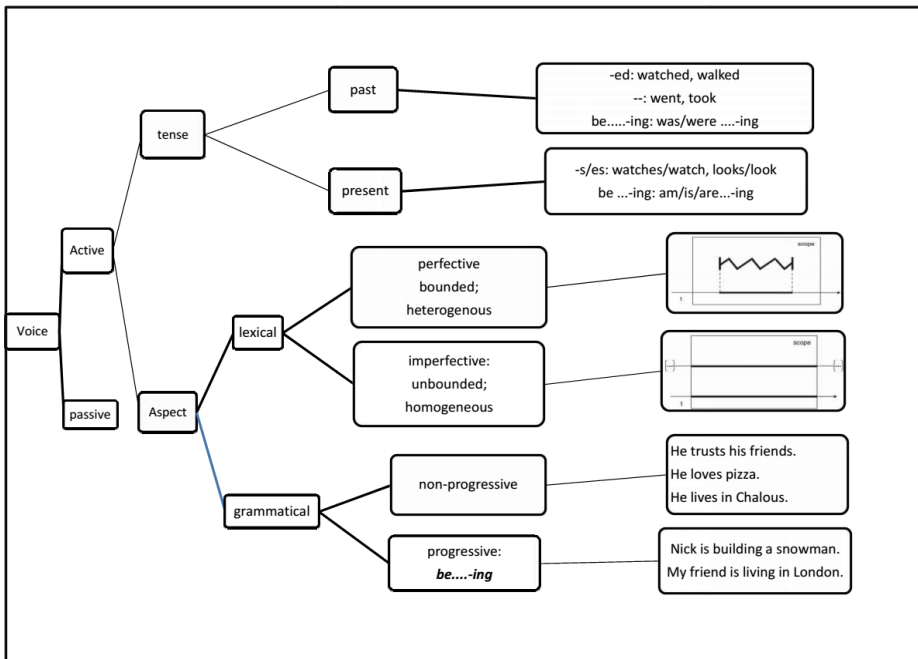 Voice
Active
passive
tense
Aspect
past
present
-ed: watched, walked
--: went, took
be.....-ing: was/were ....-ing
-s/es: watches/watch, looks/look
be ...-ing: am/is/are...-ing
lexical
grammatical
perfective
bounded;
heterogenous
imperfective:
unbounded;
homogeneous
scope
t
scope
(--)
(--)
t
non-progressive
progressive:
be....-ing
He trusts his friends.
He loves pizza.
He lives in Chalous.
Nick is building a snowman.
My friend is living in London.